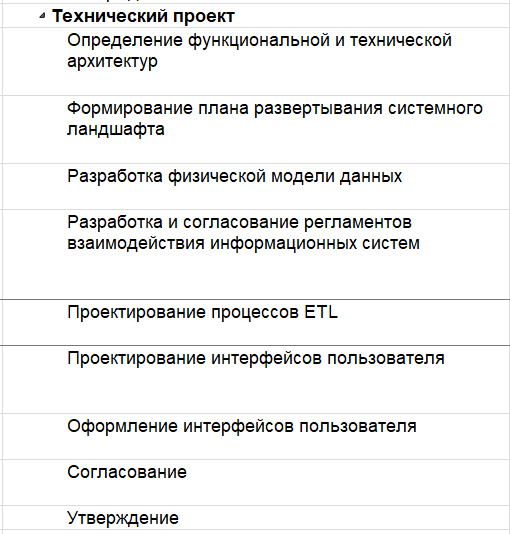 Технический проект
Определение функциональной и технической
архитектур
Формирование плана развертывания системного
ландшафта
Разработка физической модели данных
Разработка и согласование регламентов
взаимодействия информационных систем
Проектирование процессов ETL
Проектирование интерфейсов пользователя
Оформление интерфейсов пользователя
Согласование
Утверждение